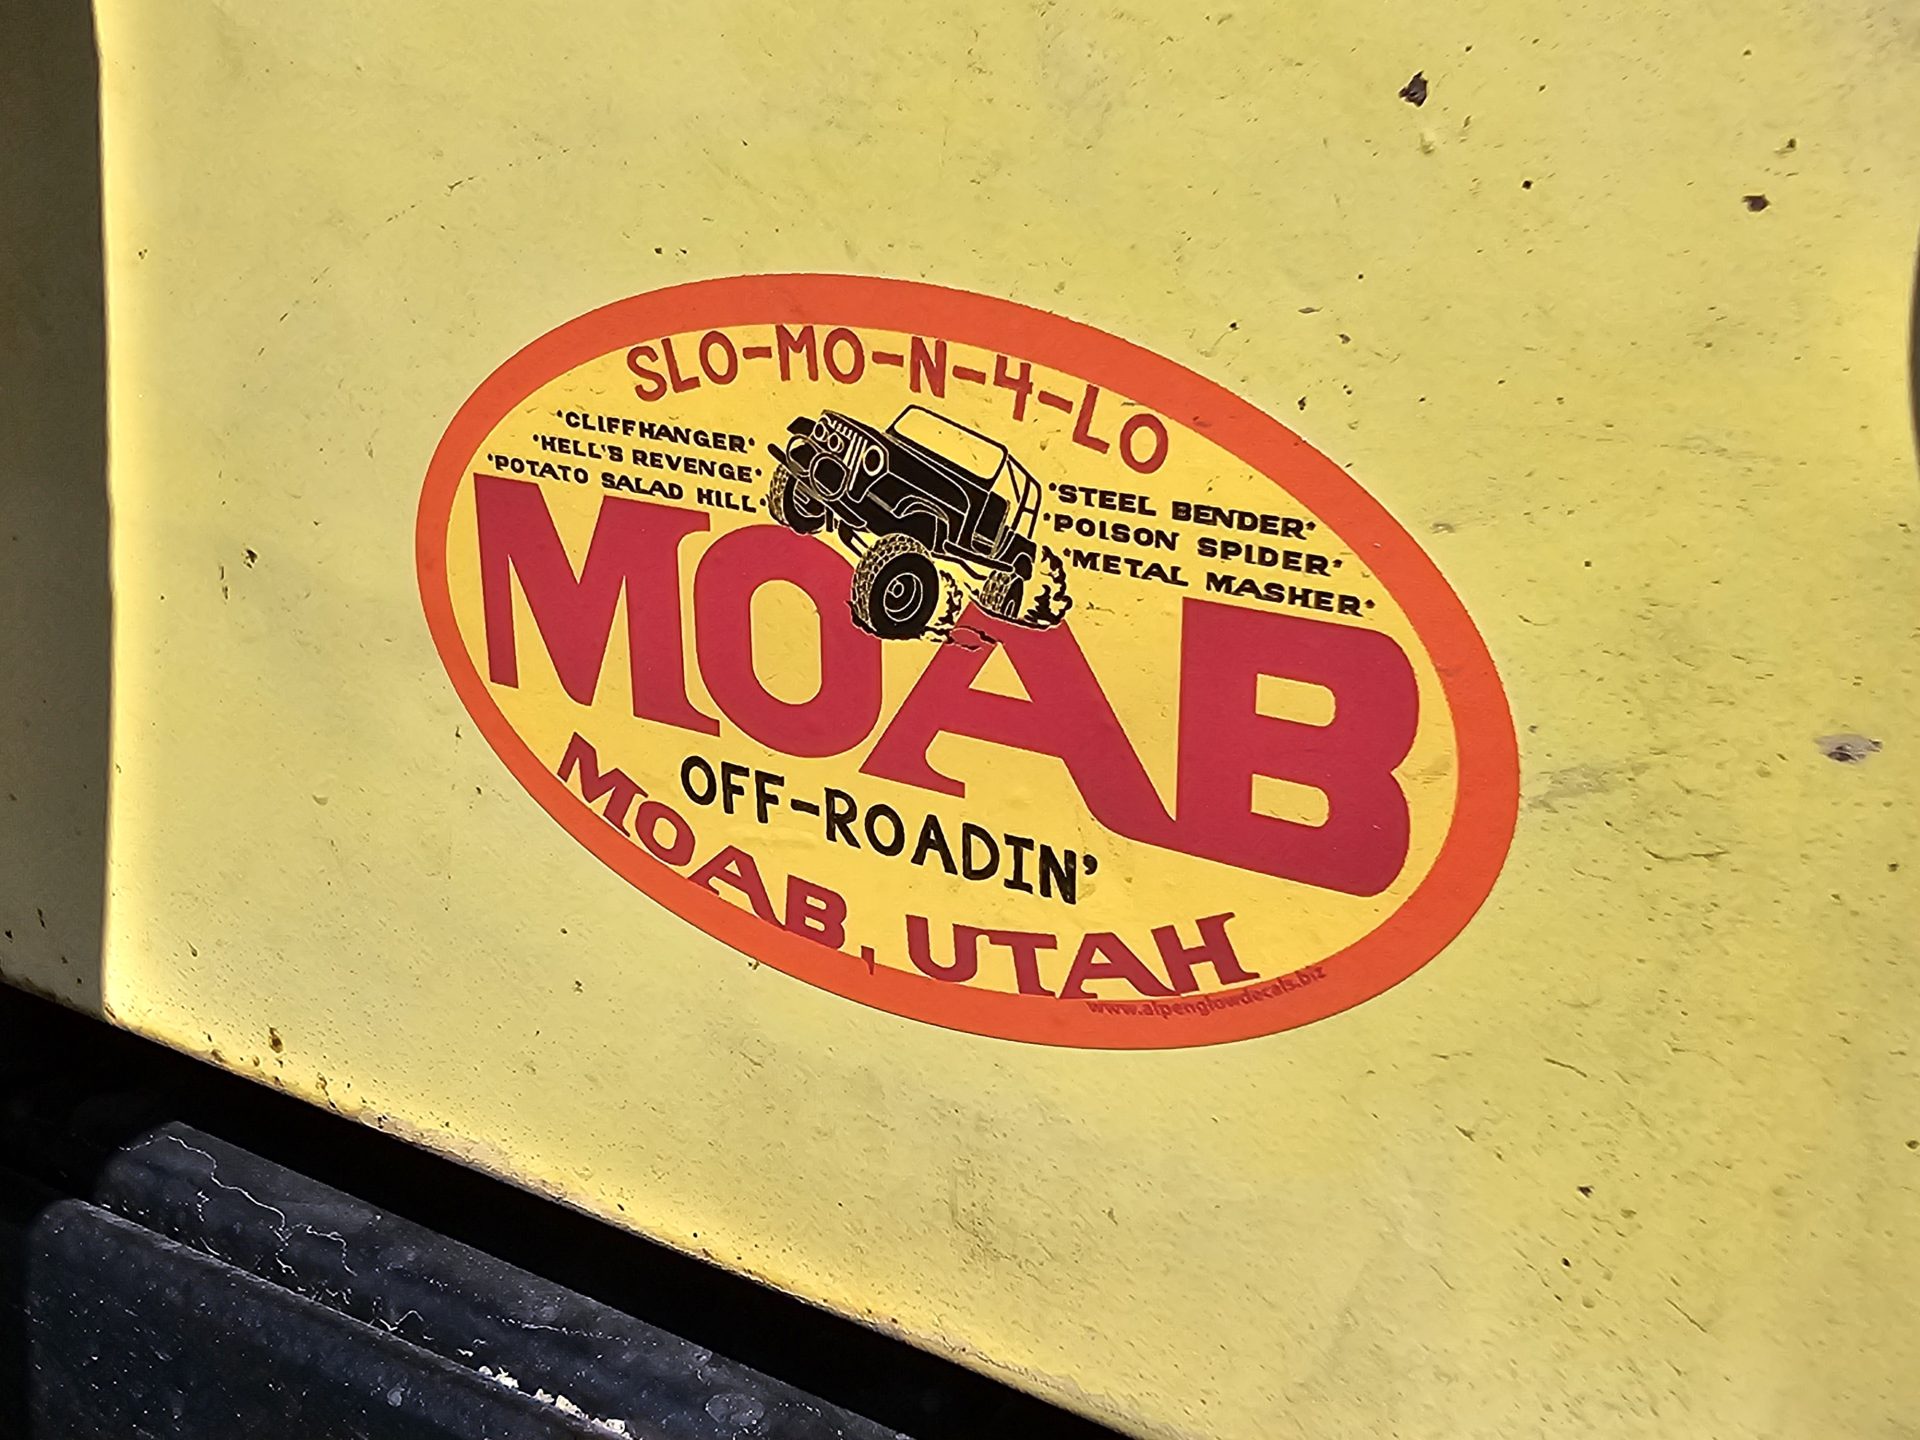 SLO-MO-N-4-LO
'CLIFFHANGER'
'HELL'S REVENGE'
'POTATO SALAD HILL'
'STEEL BENDER'
'POISON SPIDER'
'METAL MASHER'
MOAB
OFF-ROADIN'
MOAB, UTAH
www.alpenglowdecals.biz